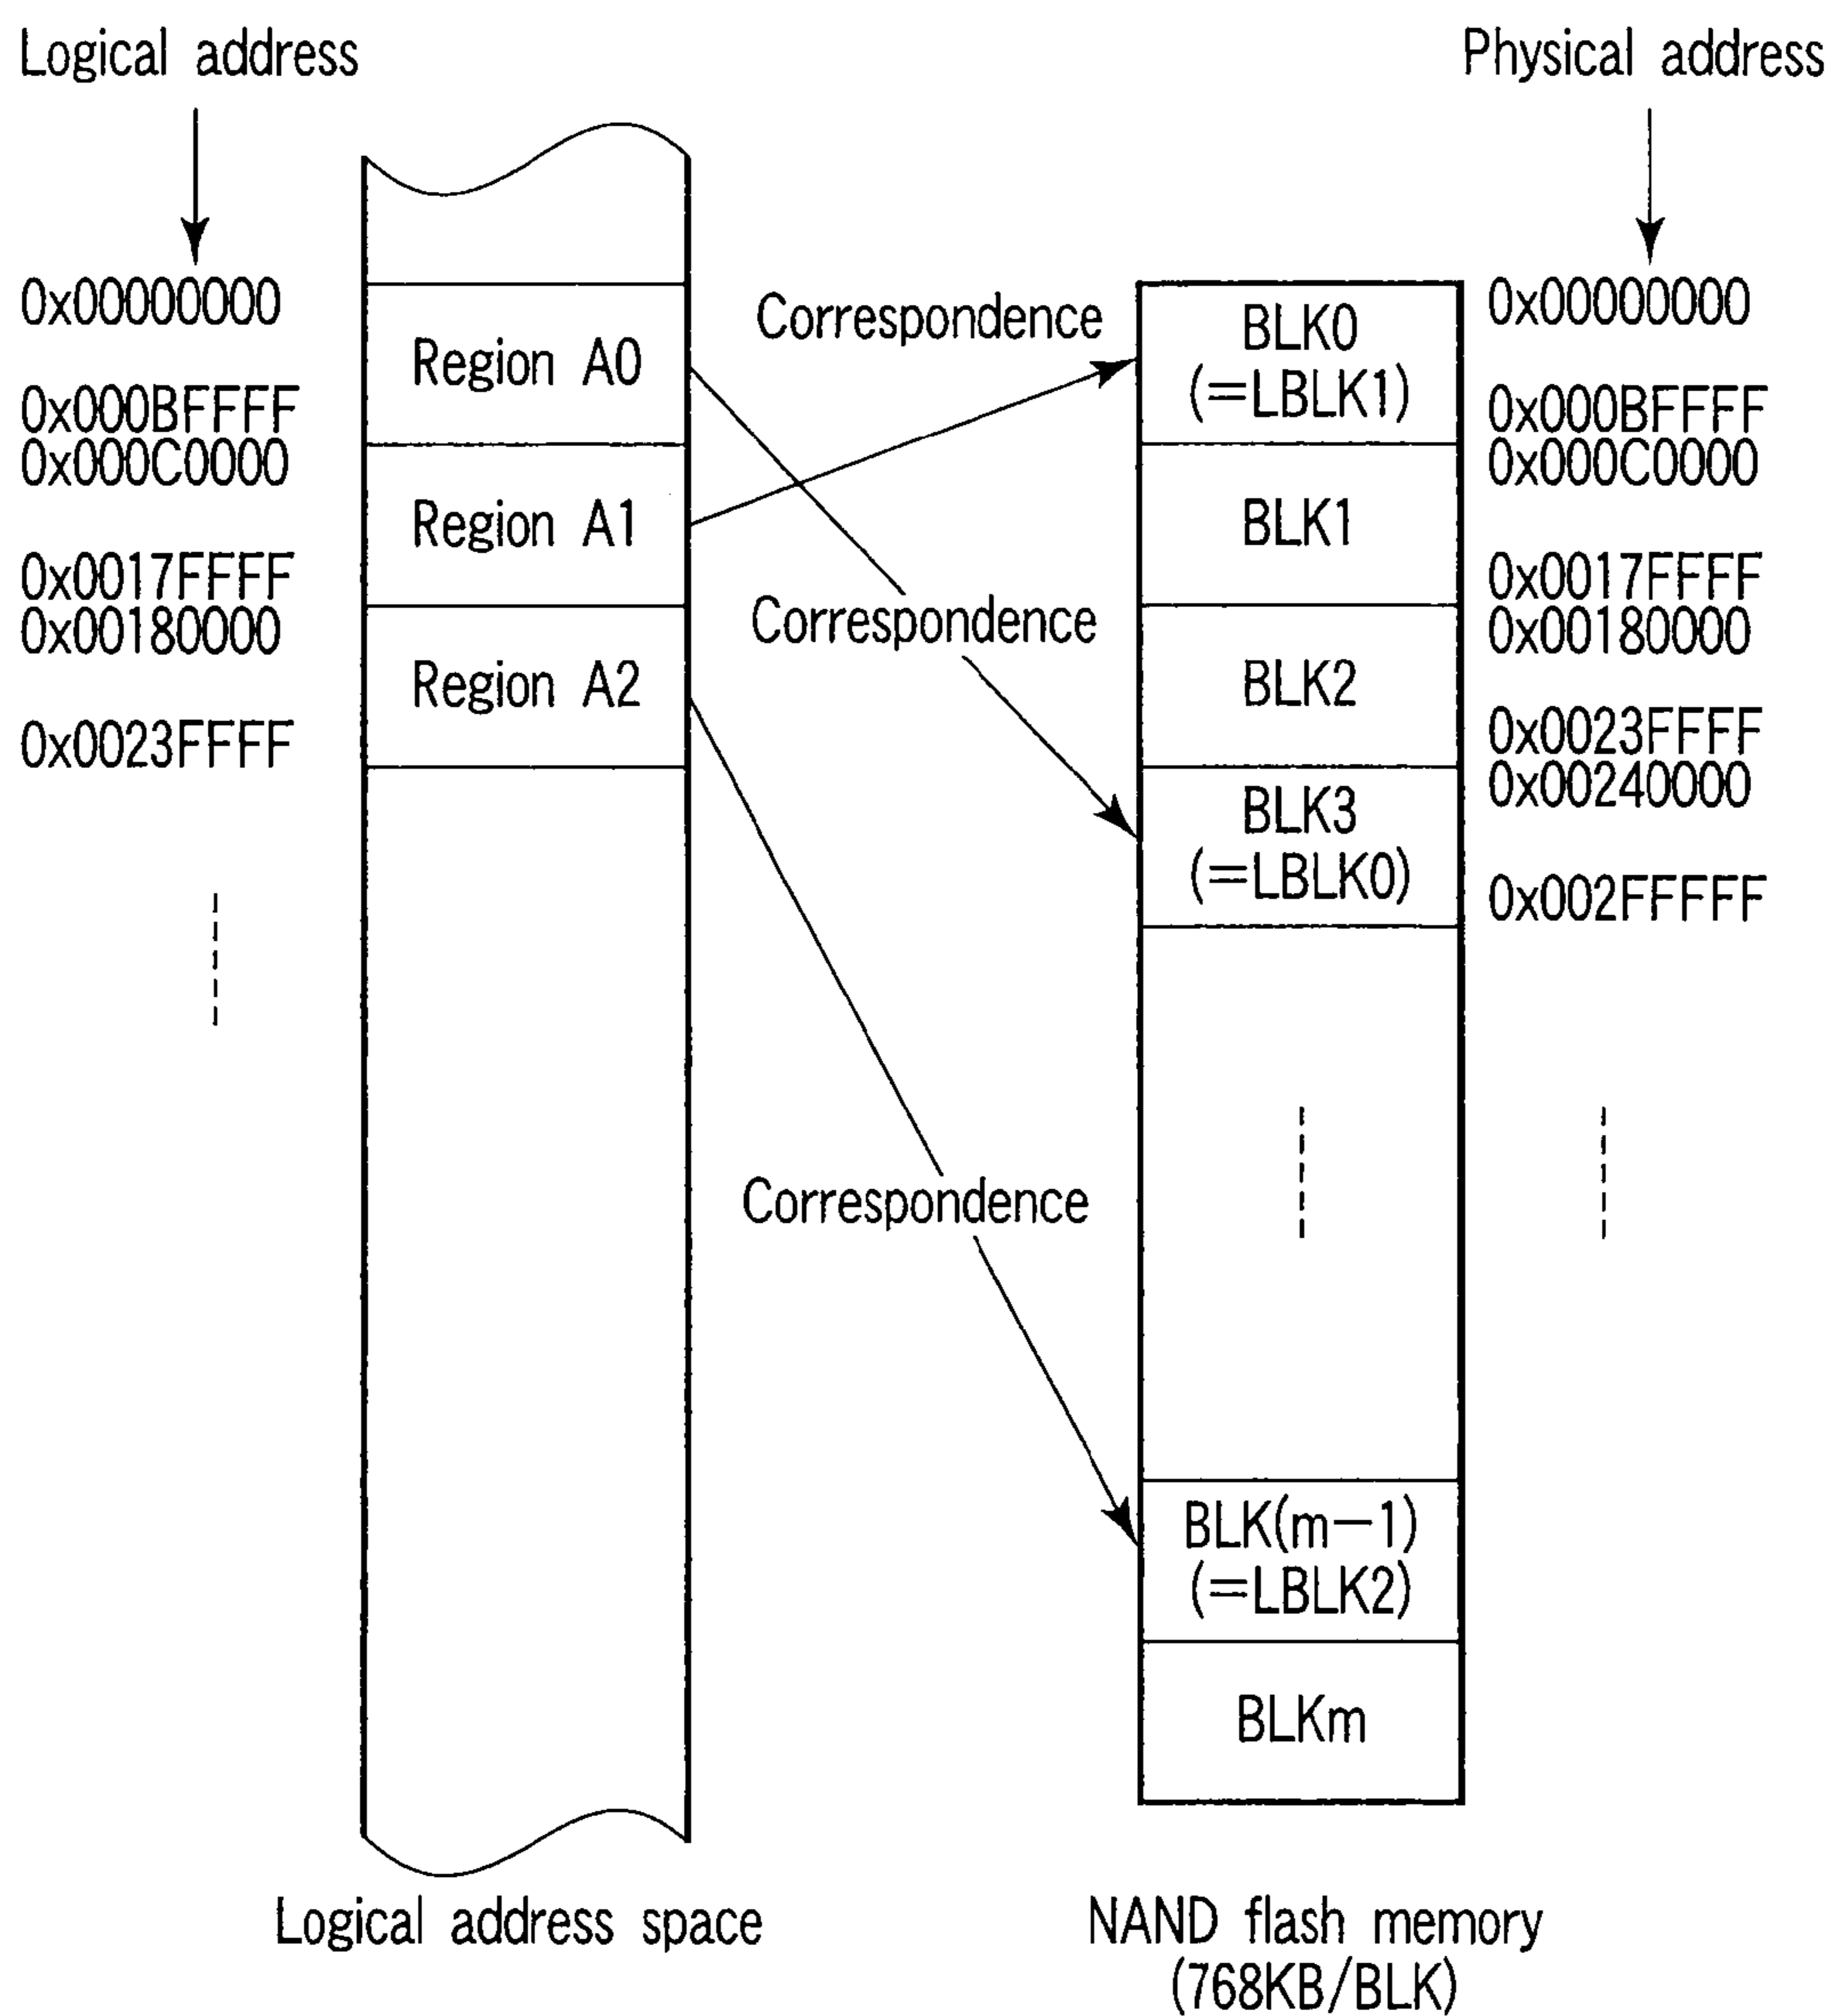 Logical address
Physical address
0x00000000
0x000BFFFF
0x000C0000
0x0017FFFF
0x00180000
0x0023FFFF
Region A0
Region A1
Region A2
Correspondence
Correspondence
Correspondence
BLK0
(=LBLK1)
BLK1
BLK2
BLK3
(=LBLK0)
BLK(m−1)
(=LBLK2)
BLKm
0x00000000
0x000BFFFF
0x000C0000
0x0017FFFF
0x00180000
0x0023FFFF
0x00240000
0x002FFFFF
Logical address space
NAND flash memory
(768KB/BLK)